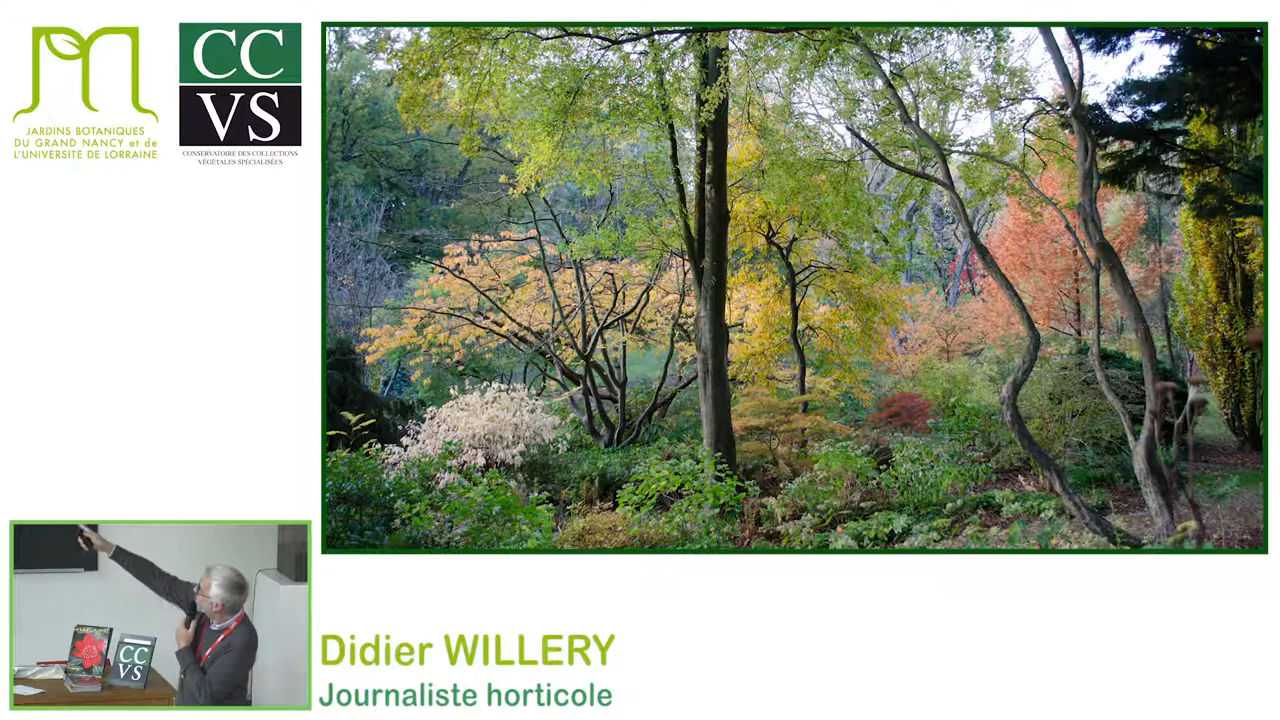 JARDINS BOTANIQUES
DU GRAND NANCY et de
L'UNIVERSITE DE LORRAINE
CC
VS
CONSERVATOIRE DES COLLECTIONS
VÉGÉTALES SPÉCIALISÉES
CC
VS
Didier WILLERY
Journaliste horticole